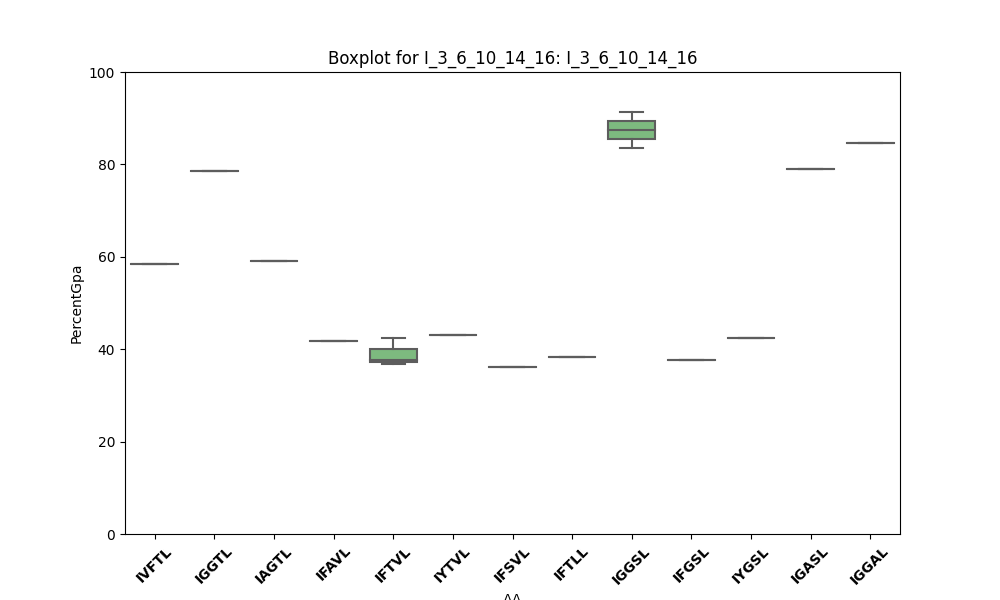 Boxplot for I_3_6_10_14_16: I_3_6_10_14_16
PercentGpa
100
80
60
40
20
0
IVFTL
IGGTL
IAGTL
IFAVL
IFTVL
IYTVL
IFSVL
IFTLL
IGGSL
IFGSL
IYGSL
IGASL
IGGAL
AA